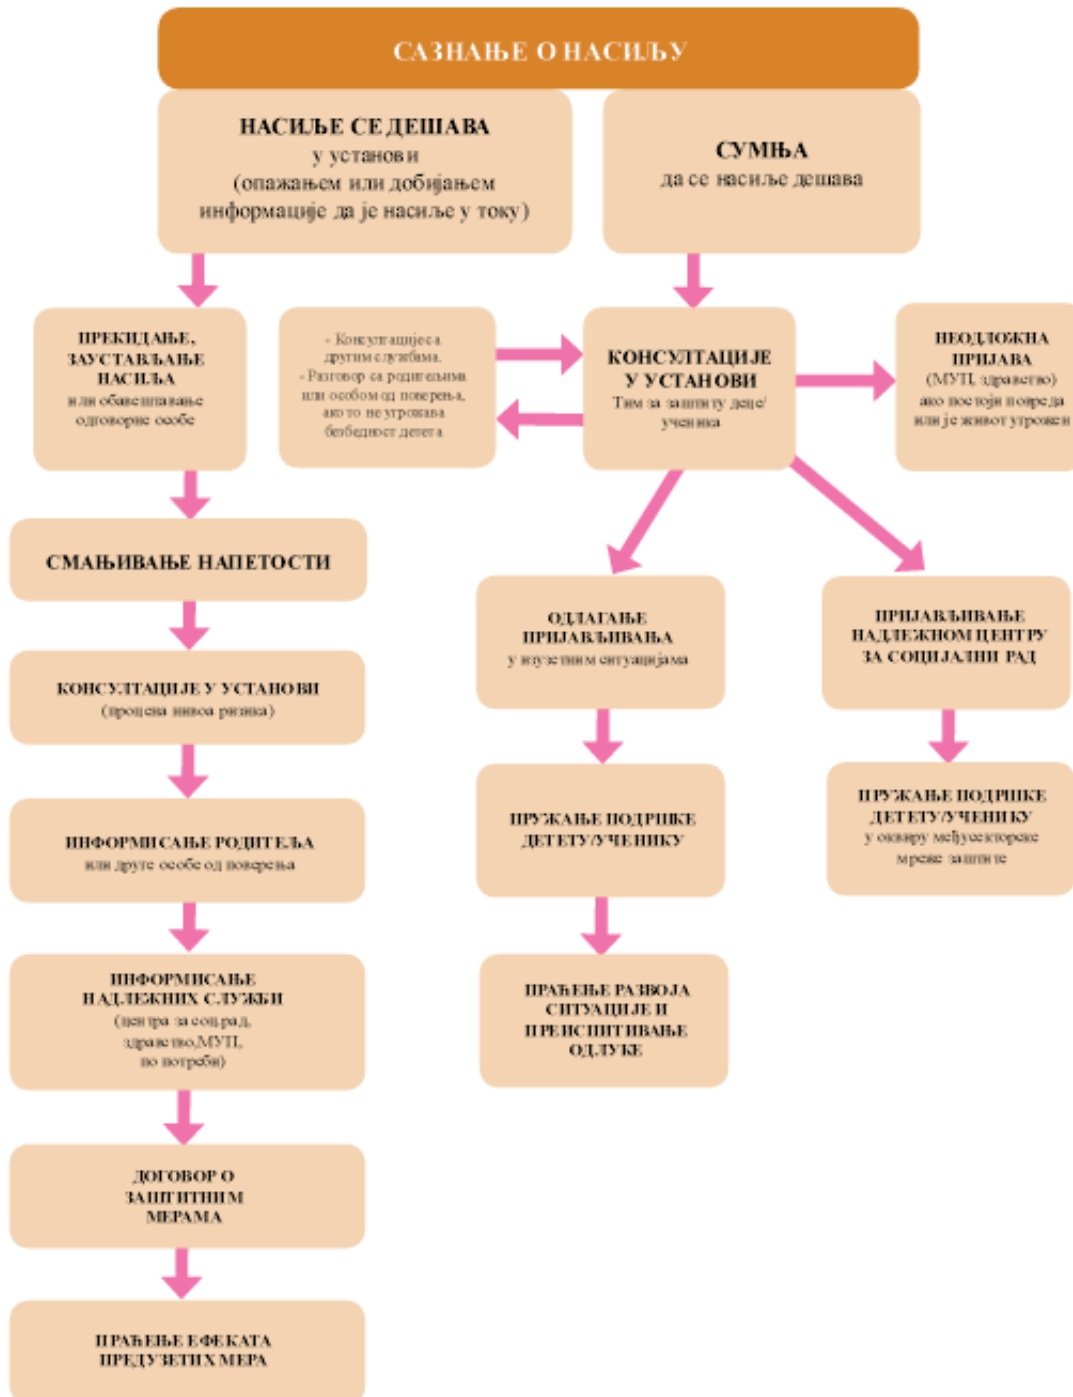 САЗНАЊЕ О НАСИЉУ
НАСИЉЕ СЕ ДЕШАВА
у установи
(опажањем или добијањем
информације да је насиље у току)
СУМЊА
да се насиље дешава
ПРЕКИДАЊЕ,
ЗАУСТАВЉАЊЕ
НАСИЉА
или обавештавање
одговорне особе
- Консултације са
другим службама.
- Разговор са родитељима
или особом од поверења,
ако то не угрожава
безбедност детета
КОНСУЛТАЦИЈЕ
У УСТАНОВИ
Тим за заштиту деце/
ученика
НЕОДЛОЖНА
ПРИЈАВА
(МУП, здравство)
ако постоји повреда
или је живот угрожен
СМАЊИВАЊЕ НАПЕТОСТИ
КОНСУЛТАЦИЈЕ У УСТАНОВИ
(процена нивоа ризика)
ИНФОРМИСАЊЕ РОДИТЕЉА
или друге особе од поверења
ИНФОРМИСАЊЕ
НАДЛЕЖНИХ СЛУЖБИ
(центра за соц.рад,
здравство,МУП,
по потреби)
ДОГОВОР О
ЗАШТИТНИМ
МЕРАМА
ПРАЋЕЊЕ ЕФЕКАТА
ПРЕДУЗЕТИХ МЕРА
ОДЛАГАЊЕ
ПРИЈАВЉИВАЊА
у изузетним ситуацијама
ПРУЖАЊЕ ПОДРШКЕ
ДЕТЕТУ/УЧЕНИКУ
ПРАЋЕЊЕ РАЗВОЈА
СИТУАЦИЈЕ И
ПРЕИСПИТИВАЊЕ
ОДЛУКЕ
ПРИЈАВЉИВАЊЕ
НАДЛЕЖНОМ ЦЕНТРУ
ЗА СОЦИЈАЛНИ РАД
ПРУЖАЊЕ ПОДРШКЕ
ДЕТЕТУ/УЧЕНИКУ
у оквиру међусекторске
мреже заштите